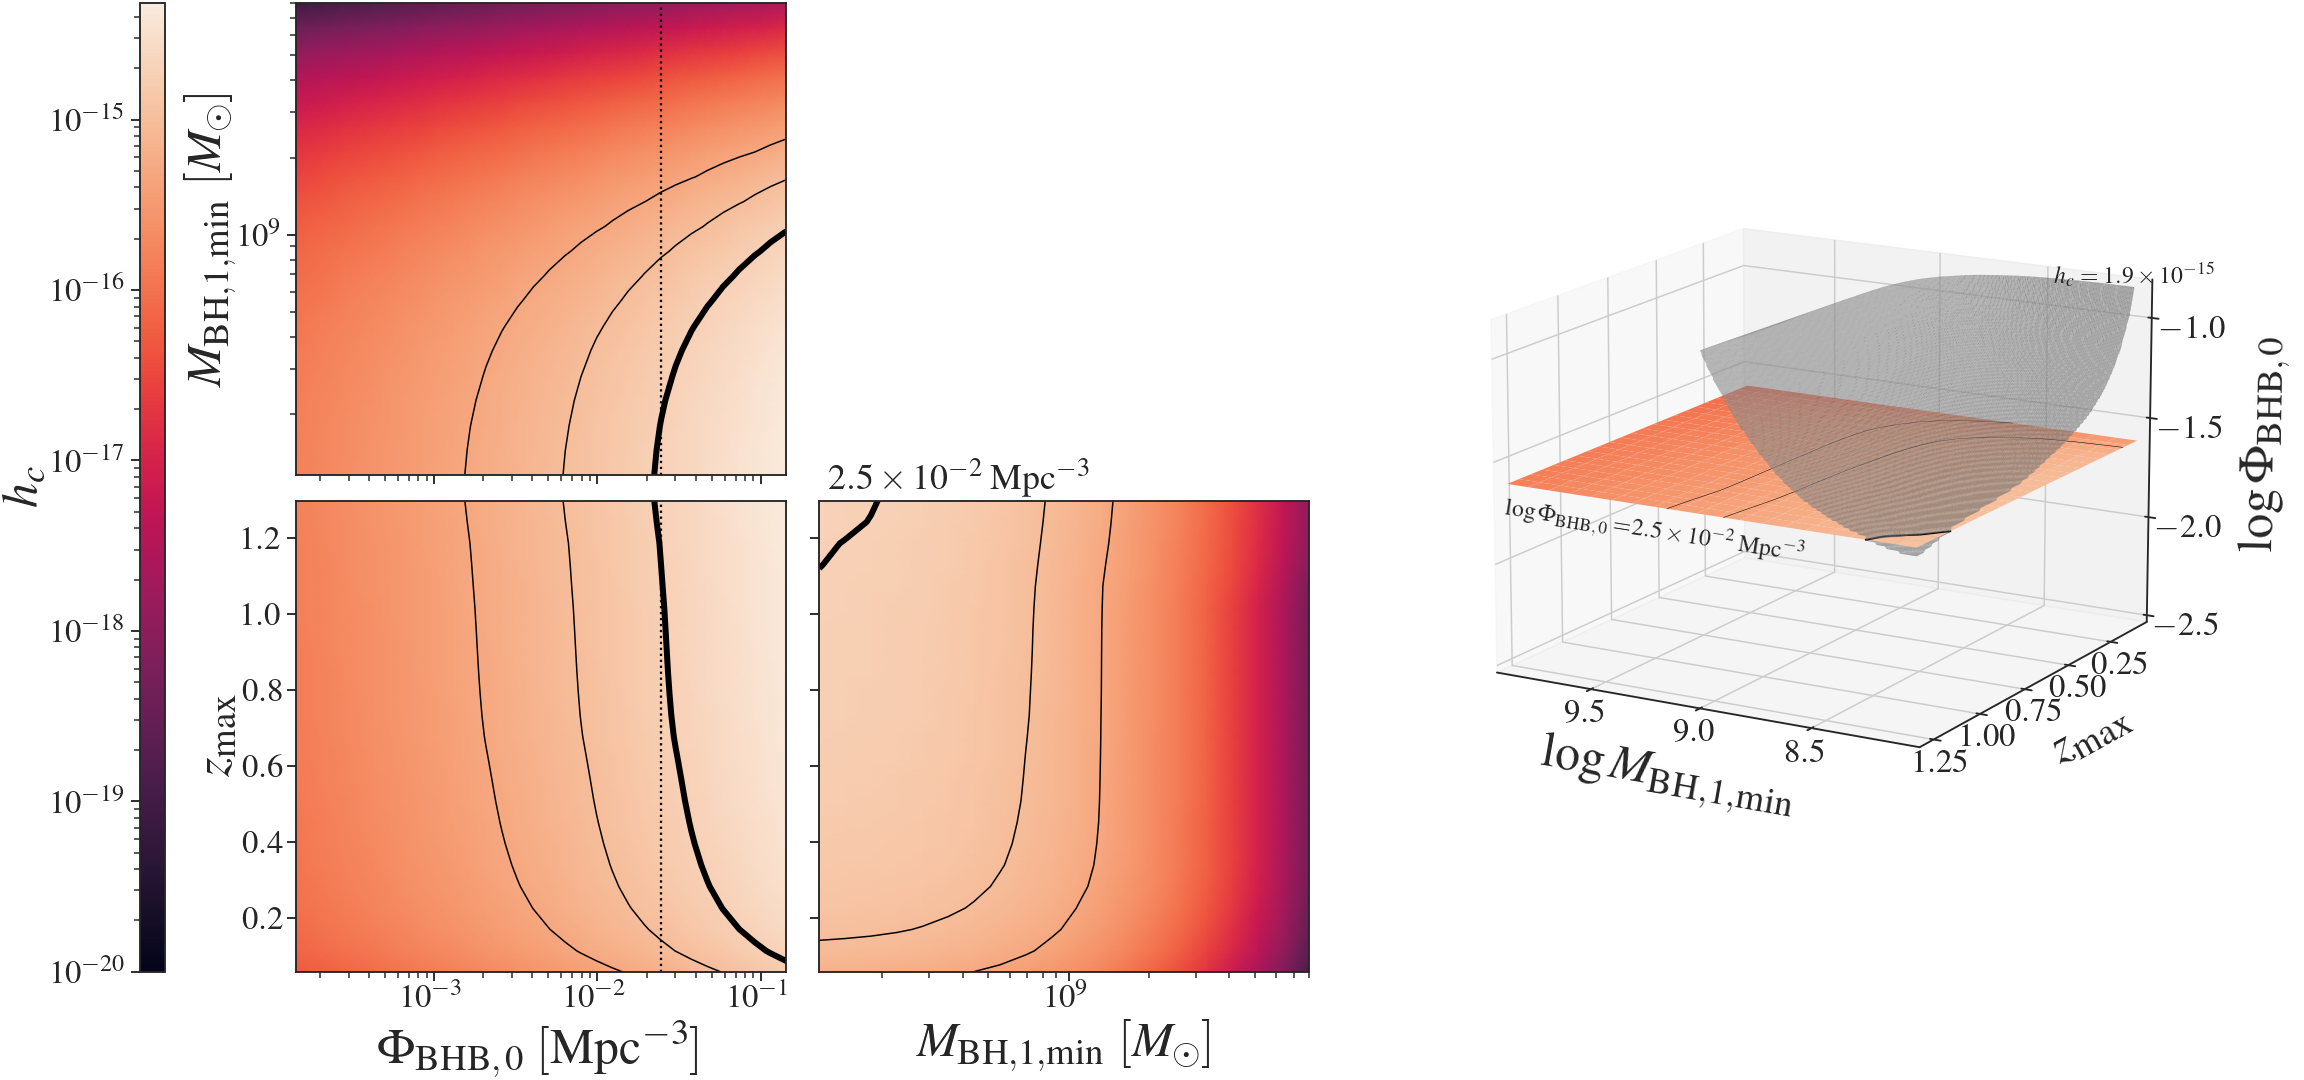 h_c
10^{-15}
10^{-16}
10^{-17}
10^{-18}
10^{-19}
10^{-20}
M_{BH,1,min} [M_⊙]
10^9
z_{max}
1.2
1.0
0.8
0.6
0.4
0.2
10^{-3} 10^{-2} 10^{-1}
Φ_{BHB,0} [Mpc^{-3}]
2.5 × 10^{-2} Mpc^{-3}
10^9
M_{BH,1,min} [M_⊙]
h_c = 1.9 × 10^{-15}
log Φ_{BHB,0} = 2.5 × 10^{-2} Mpc^{-3}
−1.0
−1.5
−2.0
−2.5
log Φ_{BHB,0}
9.5 9.0 8.5
log M_{BH,1,min}
0.25
0.50
0.75
1.00
1.25
z_{max}